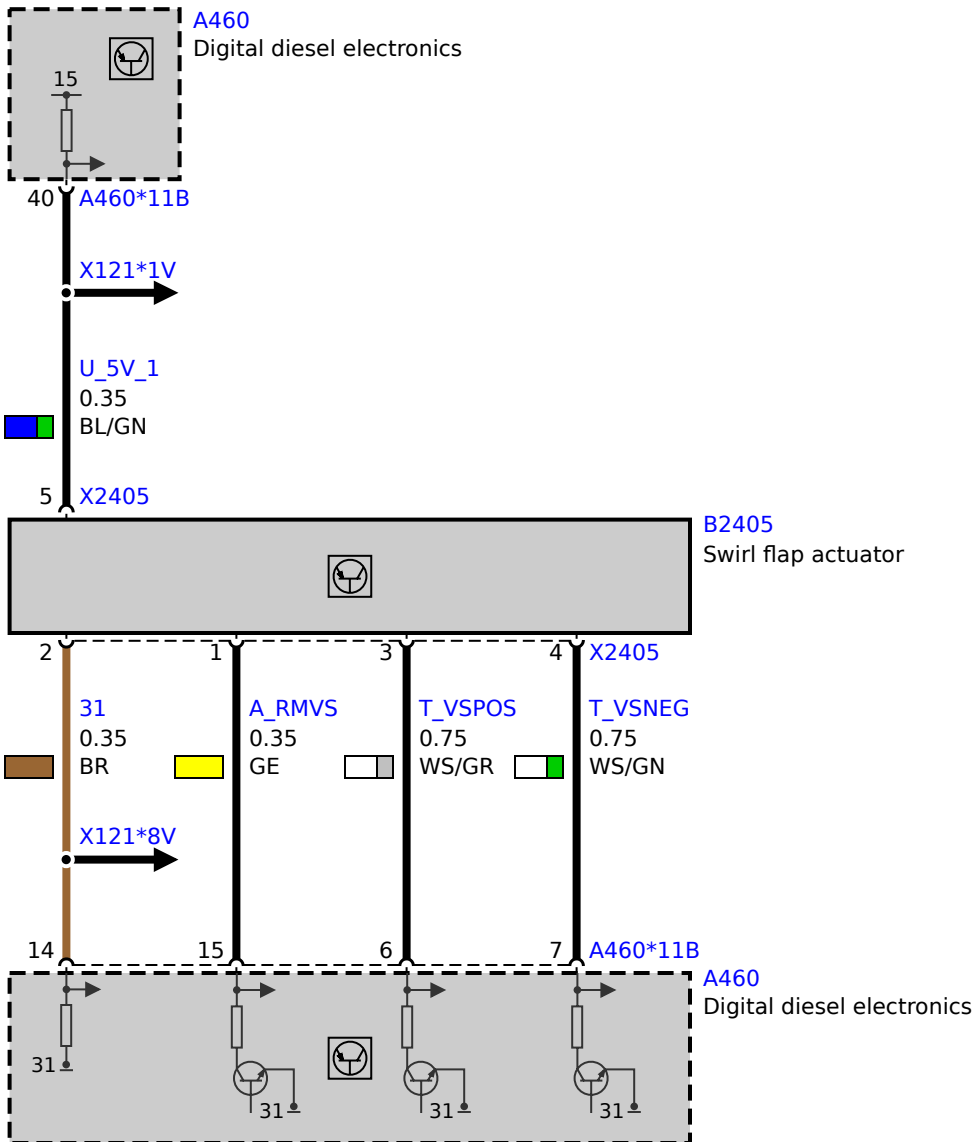 A460
Digital diesel electronics
15
40 A460*11B
X121*1V
U_5V_1
0.35
BL/GN
5 X2405
B2405
Swirl flap actuator
2 1 3 4 X2405
31 A_RMVS T_VSPOS T_VSNEG
0.35 0.35 0.75 0.75
BR GE WS/GR WS/GN
X121*8V
14 15 6 7 A460*11B
A460
Digital diesel electronics
31
31 31 31